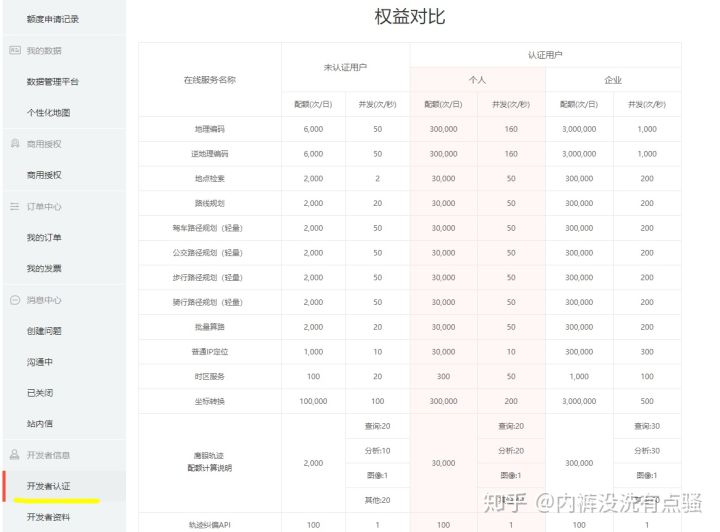 额度申请记录
我的数据
数据管理平台
个性化地图
商用授权
商用授权
订单中心
我的订单
我的发票
消息中心
创建问题
沟通中
已关闭
站内信
开发者信息
开发者认证
开发者资料
权益对比
在线服务名称 未认证用户 认证用户
个人 企业
配额(次/日) 并发(次/秒) 配额(次/日) 并发(次/秒) 配额(次/日) 并发(次/秒)
地理编码 6,000 50 300,000 160 3,000,000 1,000
逆地理编码 6,000 50 300,000 160 3,000,000 1,000
地点检索 2,000 2 30,000 50 300,000 200
路线规划 2,000 20 30,000 50 300,000 200
驾车路径规划（轻量） 2,000 50 30,000 50 300,000 200
公交路径规划（轻量） 2,000 50 30,000 50 300,000 200
步行路径规划（轻量） 2,000 50 30,000 50 300,000 200
骑行路径规划（轻量） 2,000 50 30,000 50 300,000 200
批量算路 2,000 20 30,000 50 300,000 200
普通IP定位 1,000 10 30,000 10 300,000 300
时区服务 100 20 300 50 1,000 100
坐标转换 100,000 100 300,000 200 3,000,000 500
鹰眼轨迹
配额计算说明
2,000 30,000 300,000
查询:20 查询:20 查询:30
分析:10 分析:20 分析:30
图像:1 图像:1 图像:1
其他:20
轨迹纠偏API 100 1 100 1 100
知乎 @内裤没洗有点骚